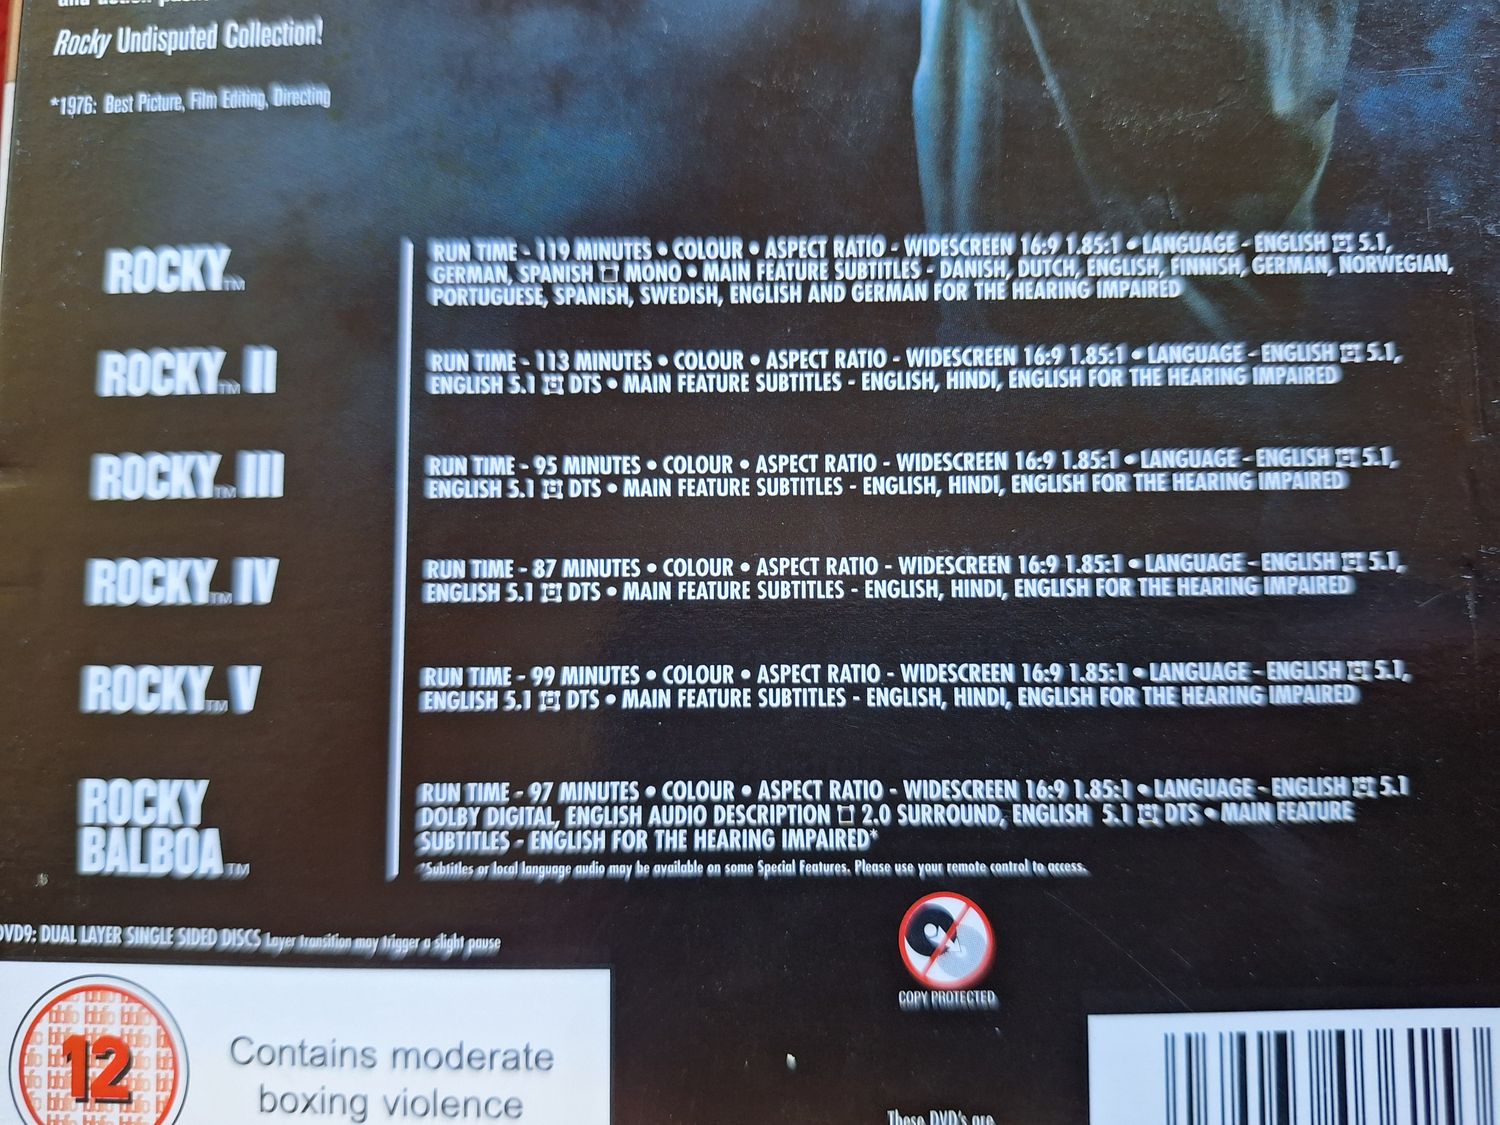 Rocky Undisputed Collection!
*1976: Best Picture, Film Editing, Directing
ROCKY™
RUN TIME - 119 MINUTES • COLOUR • ASPECT RATIO - WIDESCREEN 16:9 1.85:1 • LANGUAGE - ENGLISH 5.1,
GERMAN, SPANISH MONO • MAIN FEATURE SUBTITLES - DANISH, DUTCH, ENGLISH, FINNISH, GERMAN, NORWEGIAN,
PORTUGUESE, SPANISH, SWEDISH, ENGLISH AND GERMAN FOR THE HEARING IMPAIRED
ROCKY™ II
RUN TIME - 113 MINUTES • COLOUR • ASPECT RATIO - WIDESCREEN 16:9 1.85:1 • LANGUAGE - ENGLISH 5.1,
ENGLISH 5.1 DTS • MAIN FEATURE SUBTITLES - ENGLISH, HINDI, ENGLISH FOR THE HEARING IMPAIRED
ROCKY™ III
RUN TIME - 95 MINUTES • COLOUR • ASPECT RATIO - WIDESCREEN 16:9 1.85:1 • LANGUAGE - ENGLISH 5.1,
ENGLISH 5.1 DTS • MAIN FEATURE SUBTITLES - ENGLISH, HINDI, ENGLISH FOR THE HEARING IMPAIRED
ROCKY™ IV
RUN TIME - 87 MINUTES • COLOUR • ASPECT RATIO - WIDESCREEN 16:9 1.85:1 • LANGUAGE - ENGLISH 5.1,
ENGLISH 5.1 DTS • MAIN FEATURE SUBTITLES - ENGLISH, HINDI, ENGLISH FOR THE HEARING IMPAIRED
ROCKY™ V
RUN TIME - 99 MINUTES • COLOUR • ASPECT RATIO - WIDESCREEN 16:9 1.85:1 • LANGUAGE - ENGLISH 5.1,
ENGLISH 5.1 DTS • MAIN FEATURE SUBTITLES - ENGLISH, HINDI, ENGLISH FOR THE HEARING IMPAIRED
ROCKY
BALBOA™
RUN TIME - 97 MINUTES • COLOUR • ASPECT RATIO - WIDESCREEN 16:9 1.85:1 • LANGUAGE - ENGLISH 5.1
DOLBY DIGITAL, ENGLISH AUDIO DESCRIPTION 2.0 SURROUND, ENGLISH 5.1 DTS • MAIN FEATURE
SUBTITLES - ENGLISH FOR THE HEARING IMPAIRED*
*Subtitles or local language audio may be available on some Special Features. Please use your remote control to access.
DVD9: DUAL LAYER SINGLE SIDED DISCS Layer transition may trigger a slight pause
COPY PROTECTED
12
Contains moderate
boxing violence
These DVD's are